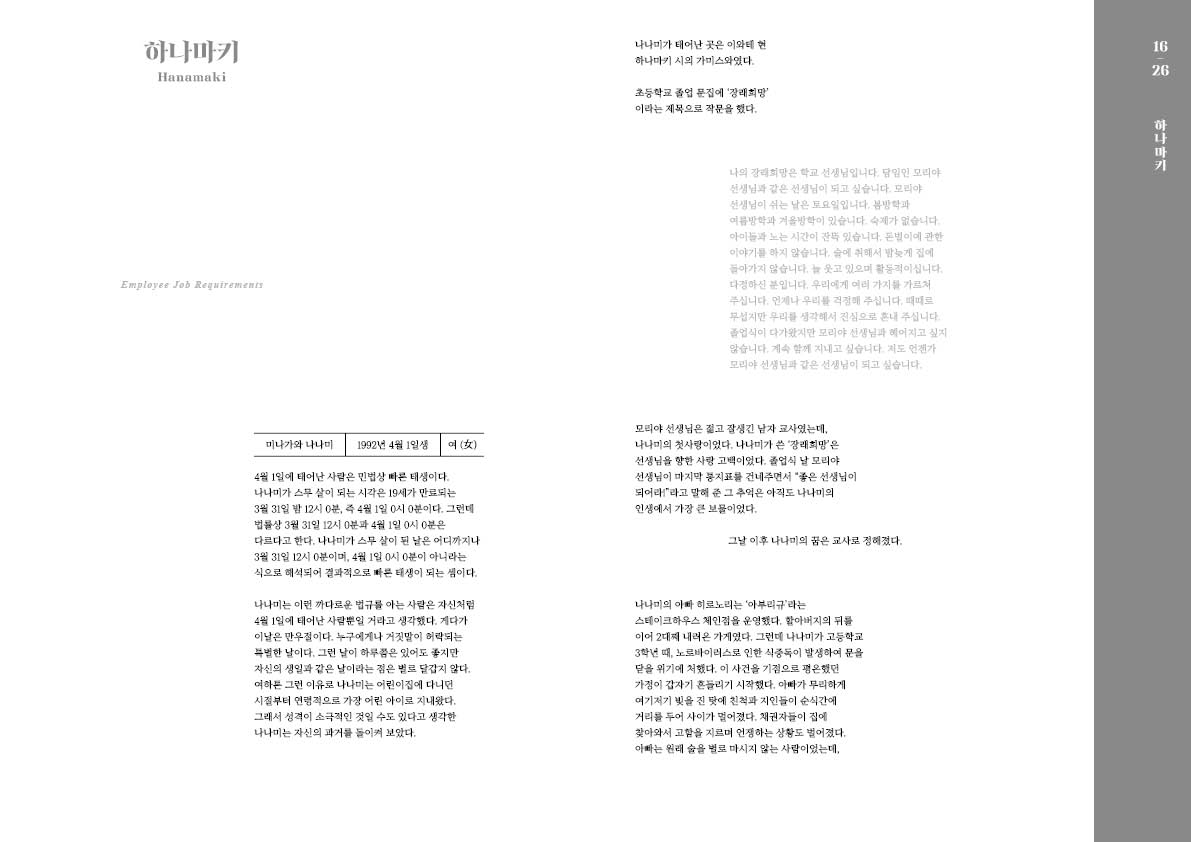 하나마키
Hanamaki
Employee Job Requirements
미나가와 나나미 1992년 4월 1일생 여 (女)
4월 1일에 태어난 사람은 민법상 빠른 태생이다.
나나미가 스무 살이 되는 시각은 19세가 만료되는
3월 31일 밤 12시 0분, 즉 4월 1일 0시 0분이다. 그런데
법률상 3월 31일 12시 0분과 4월 1일 0시 0분은
다르다고 한다. 나나미가 스무 살이 된 날은 어디까지나
3월 31일 12시 0분이며, 4월 1일 0시 0분이 아니라는
식으로 해석되어 결과적으로 빠른 태생이 되는 셈이다.
나나미는 이런 까다로운 법규를 아는 사람은 자신처럼
4월 1일에 태어난 사람뿐일 거라고 생각했다. 게다가
이날은 만우절이다. 누구에게나 거짓말이 허락되는
특별한 날이다. 그런 날이 하루쯤은 있어도 좋지만
자신의 생일과 같은 날이라는 점은 별로 달갑지 않다.
여하튼 그런 이유로 나나미는 어린이집에 다니던
시절부터 연령적으로 가장 어린 아이로 지내왔다.
그래서 성격이 소극적인 것일 수도 있다고 생각한
나나미는 자신의 과거를 돌이켜 보았다.
나나미가 태어난 곳은 이와테 현
하나마키 시의 가미스와였다.
초등학교 졸업 문집에 ‘장래희망’
이라는 제목으로 작문을 했다.
나의 장래희망은 학교 선생님입니다. 담임인 모리야
선생님과 같은 선생님이 되고 싶습니다. 모리야
선생님이 쉬는 날은 토요일입니다. 봄방학과
여름방학과 겨울방학이 있습니다. 숙제가 없습니다.
아이들과 노는 시간이 잔뜩 있습니다. 돈벌이에 관한
이야기를 하지 않습니다. 술에 취해서 밤늦게 집에
돌아가지 않습니다. 늘 웃고 있으며 활동적이십니다.
다정하신 분입니다. 우리에게 여러 가지를 가르쳐
주십니다. 언제나 우리를 걱정해 주십니다. 때때로
무섭지만 우리를 생각해서 진심으로 혼내 주십니다.
졸업식이 다가왔지만 모리야 선생님과 헤어지고 싶지
않습니다. 계속 함께 지내고 싶습니다. 저도 언젠가
모리야 선생님과 같은 선생님이 되고 싶습니다.
모리야 선생님은 젊고 잘생긴 남자 교사였는데,
나나미의 첫사랑이었다. 나나미가 쓴 ‘장래희망’은
선생님을 향한 사랑 고백이었다. 졸업식 날 모리야
선생님이 마지막 통지표를 건네주면서 “좋은 선생님이
되어라!”라고 말해 준 그 추억은 아직도 나나미의
인생에서 가장 큰 보물이었다.
그날 이후 나나미의 꿈은 교사로 정해졌다.
나나미의 아빠 히로노리는 ‘아부리규’라는
스테이크하우스 체인점을 운영했다. 할아버지의 뒤를
이어 2대째 내려온 가게였다. 그런데 나나미가 고등학교
3학년 때, 노로바이러스로 인한 식중독이 발생하여 문을
닫을 위기에 처했다. 이 사건을 기점으로 평온했던
가정이 갑자기 흔들리기 시작했다. 아빠가 무리하게
여기저기 빚을 진 탓에 친척과 지인들이 순식간에
거리를 두어 사이가 멀어졌다. 채권자들이 집에
찾아와서 고함을 지르며 언쟁하는 상황도 벌어졌다.
아빠는 원래 술을 별로 마시지 않는 사람이었는데,
16
–
26
하나마키